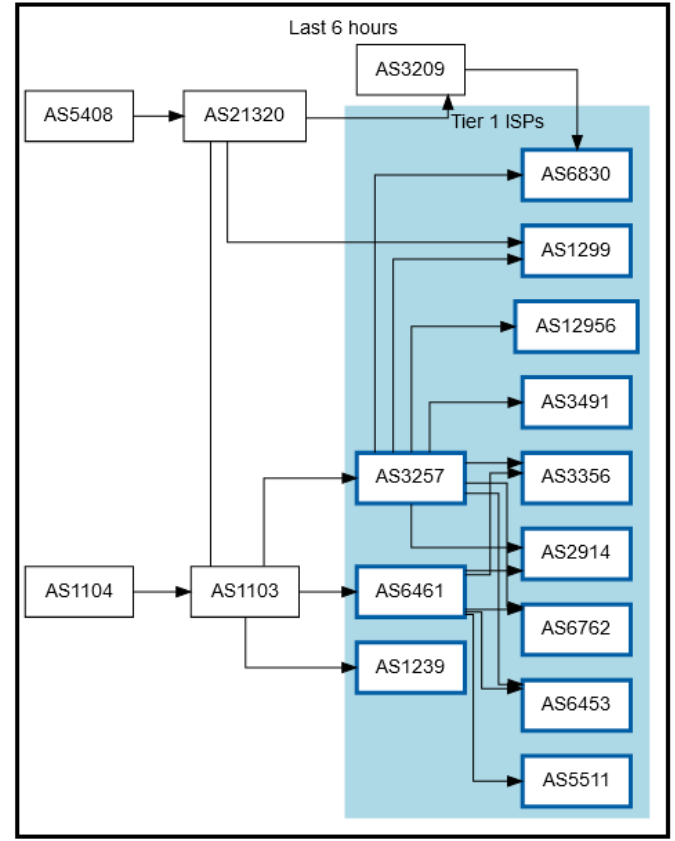 Last 6 hours
AS3209
AS5408
AS21320
Tier 1 ISPs
AS6830
AS1299
AS12956
AS3491
AS3257
AS3356
AS2914
AS1104
AS1103
AS6461
AS6762
AS1239
AS6453
AS5511